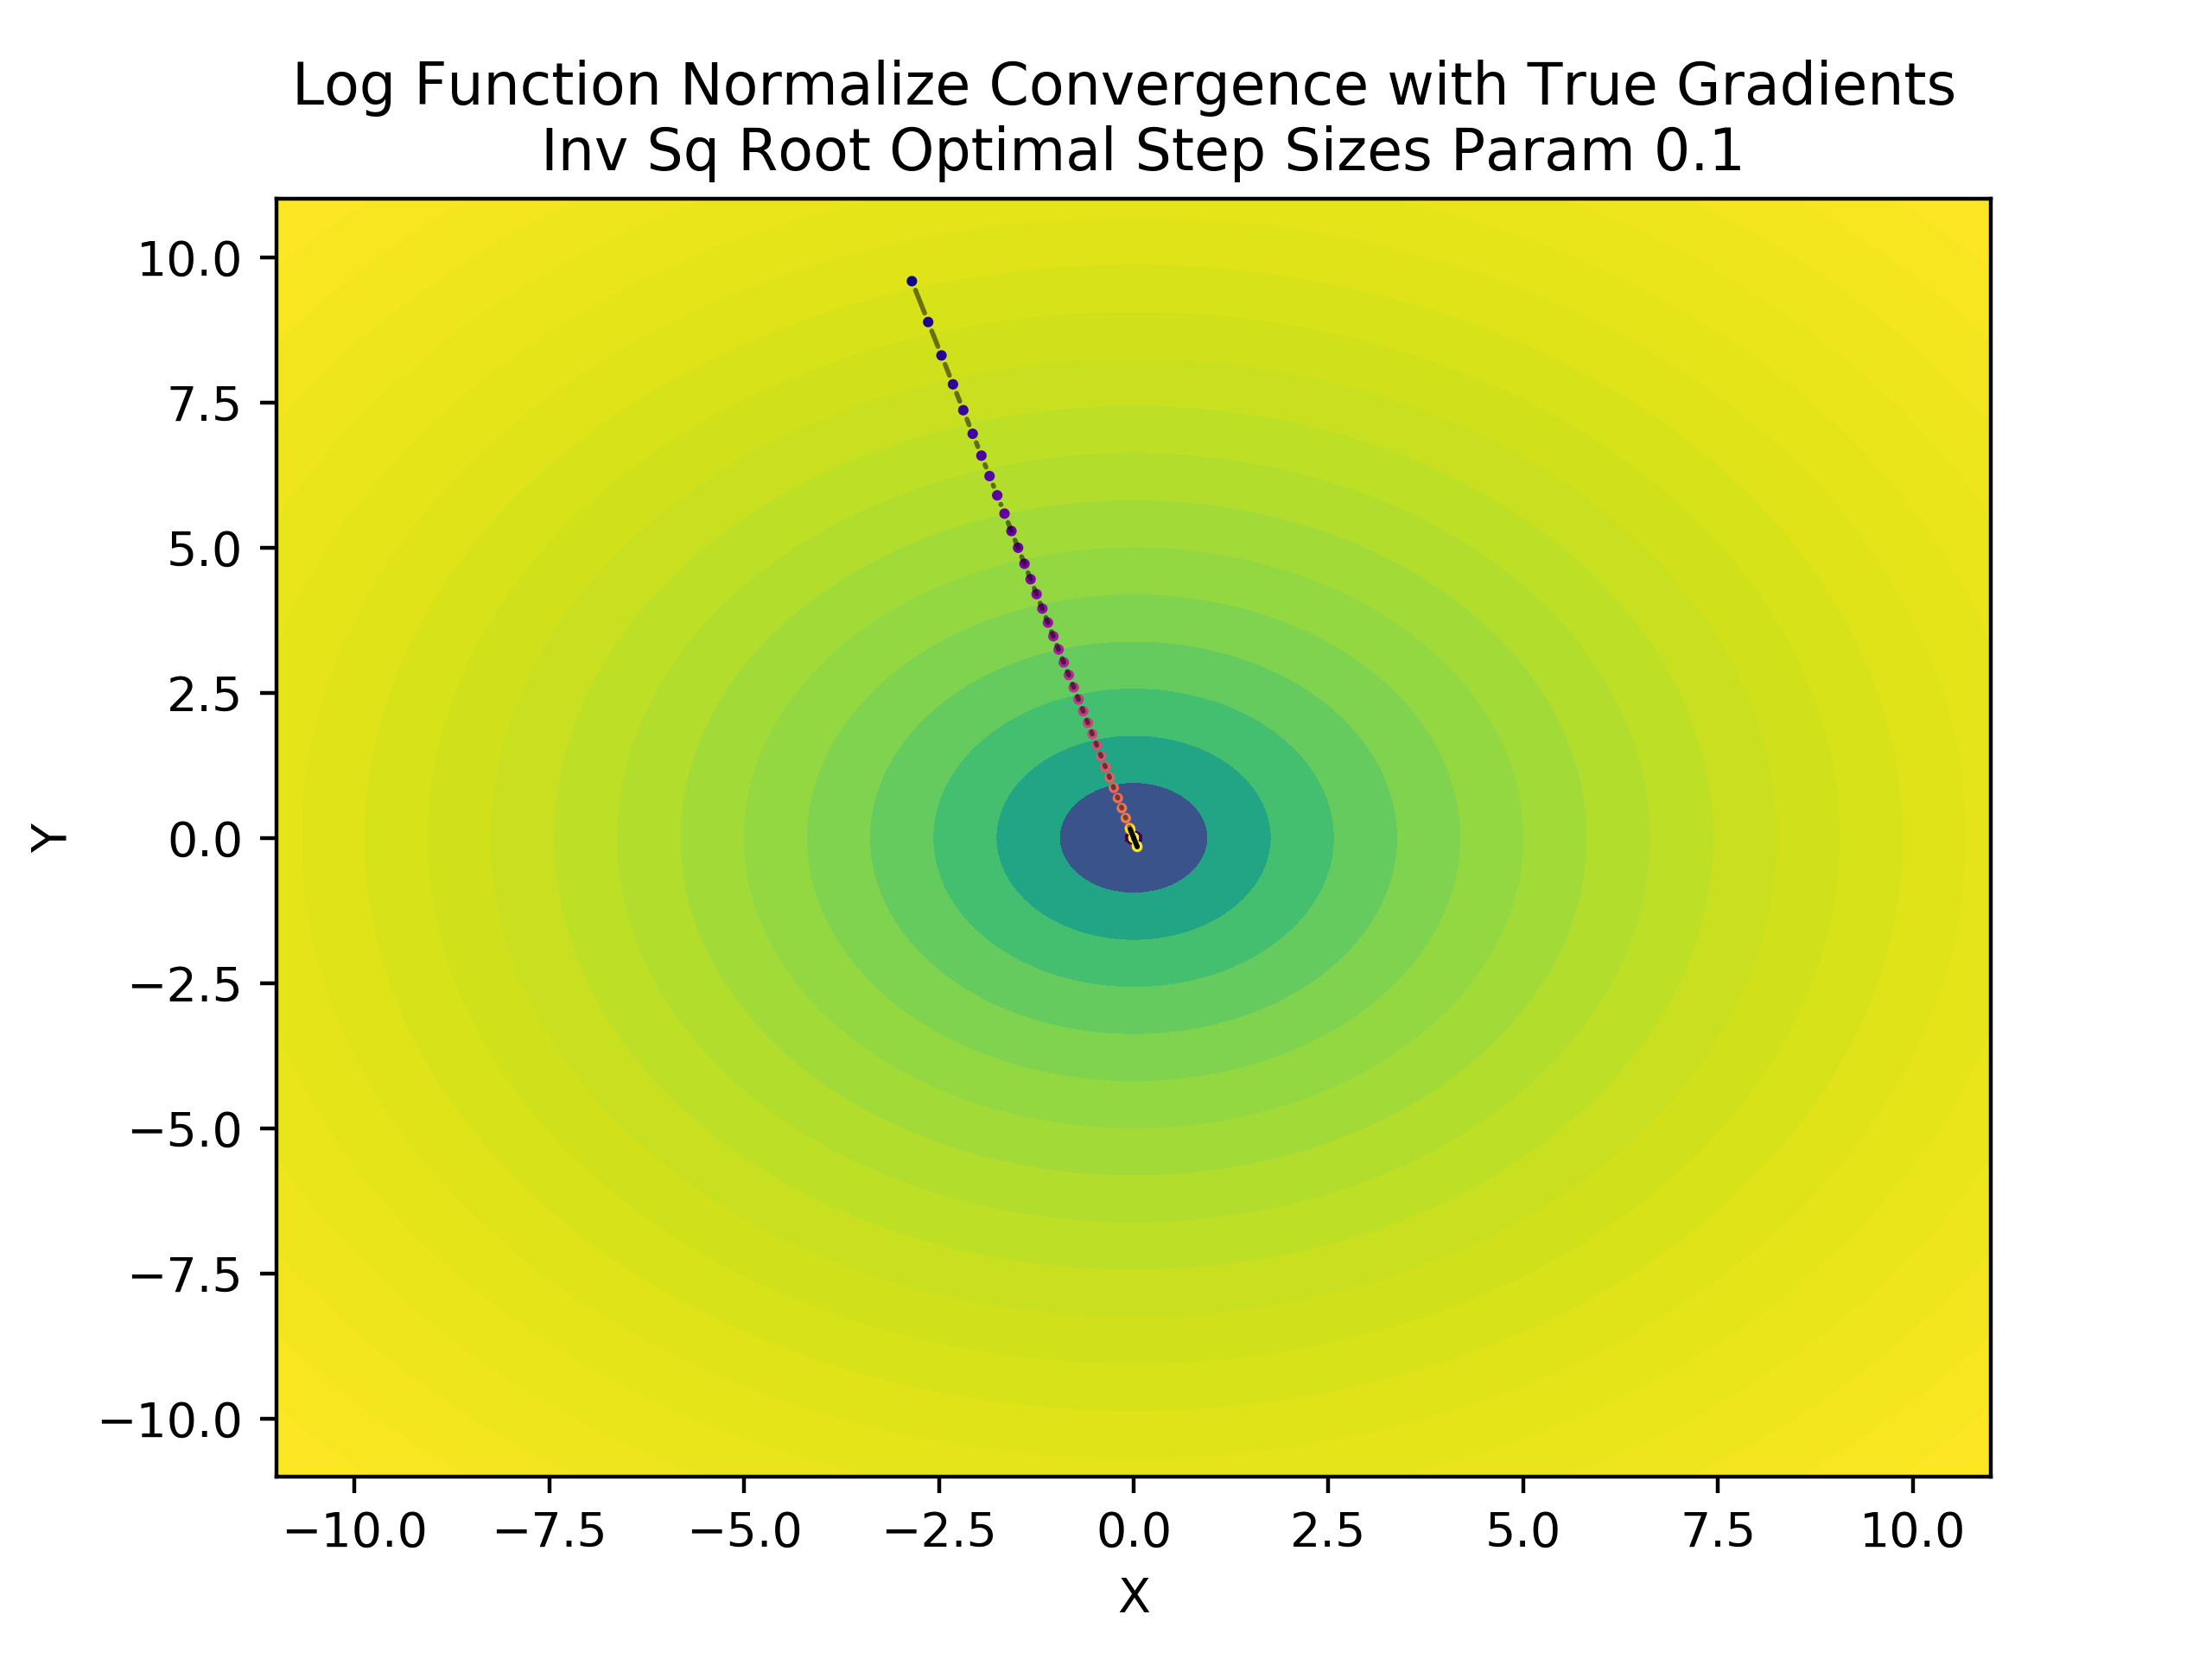 Log Function Normalize Convergence with True Gradients
Inv Sq Root Optimal Step Sizes Param 0.1
10.0
7.5
5.0
2.5
0.0
−2.5
−5.0
−7.5
−10.0
Y
−10.0 −7.5 −5.0 −2.5 0.0 2.5 5.0 7.5 10.0
X